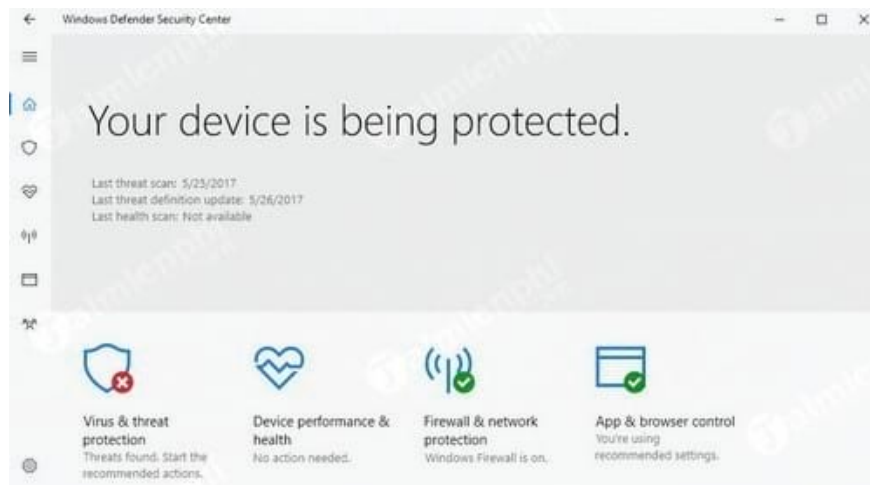 Windows Defender Security Center
Your device is being protected.
Last threat scan: 5/25/2017
Last threat definition update: 5/26/2017
Last health scan: Not available
Virus & threat
protection
Threats found. Start the
recommended actions.
Device performance &
health
No action needed.
Firewall & network
protection
Windows Firewall is on.
App & browser control
You're using
recommended settings.